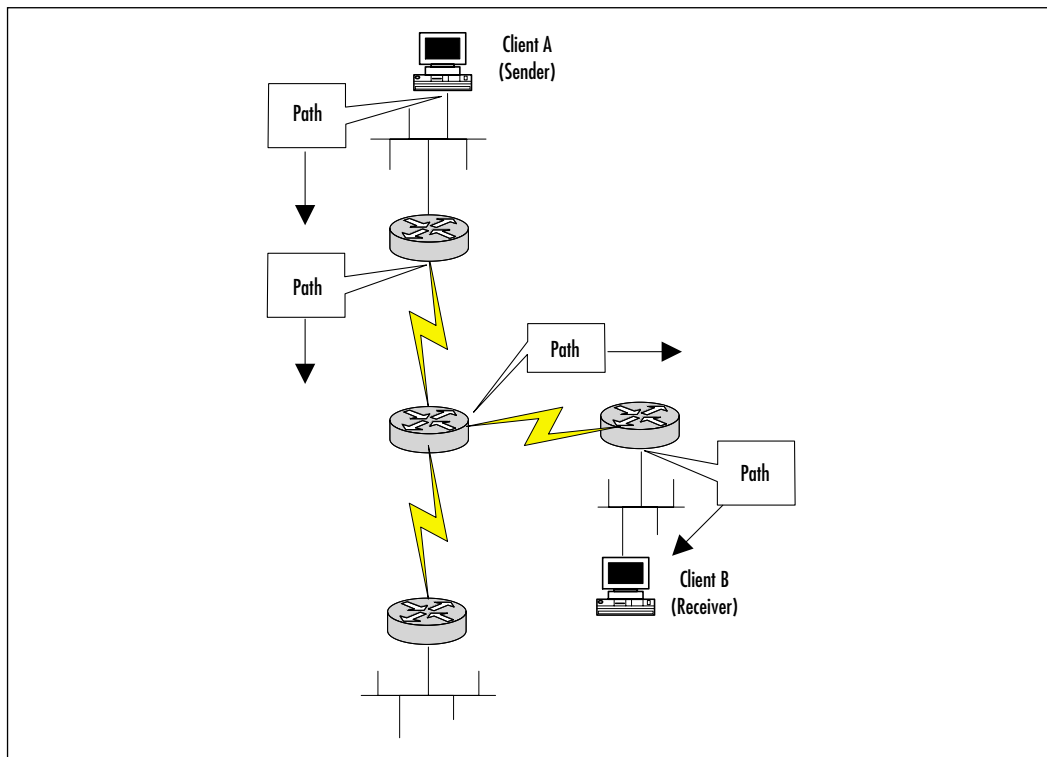 Client A
(Sender)
Path
Path
Path
Path
Client B
(Receiver)